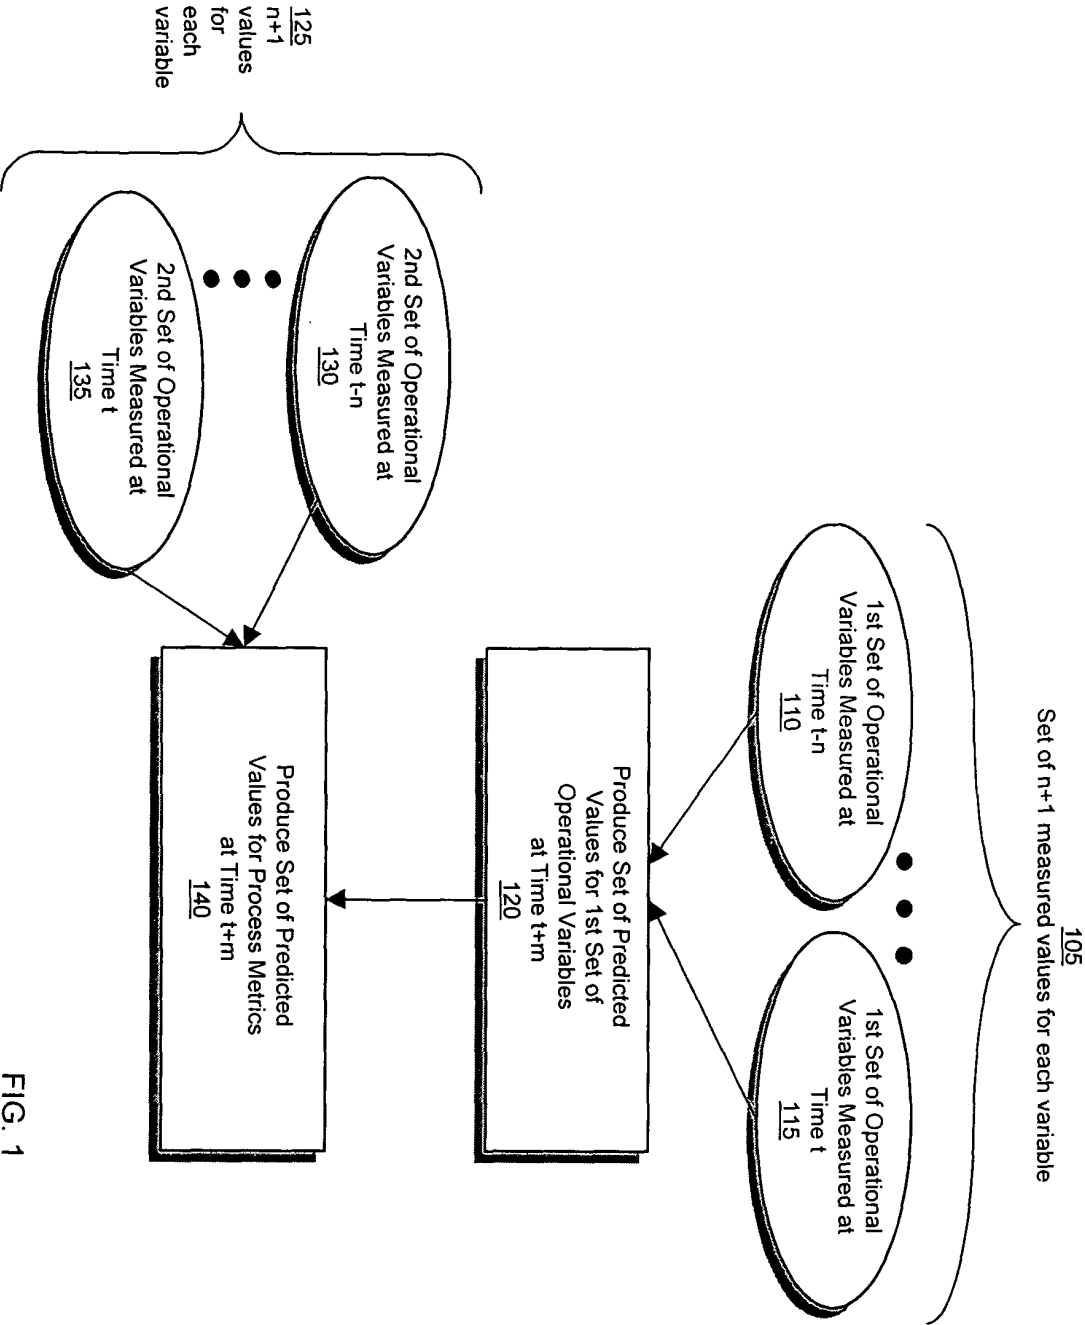 105
Set of n+1 measured values for each variable
1st Set of Operational
Variables Measured at
Time t-n
110
1st Set of Operational
Variables Measured at
Time t
115
Produce Set of Predicted
Values for 1st Set of
Operational Variables
at Time t+m
120
125
n+1
values
for
each
variable
2nd Set of Operational
Variables Measured at
Time t-n
130
2nd Set of Operational
Variables Measured at
Time t
135
Produce Set of Predicted
Values for Process Metrics
at Time t+m
140
FIG. 1